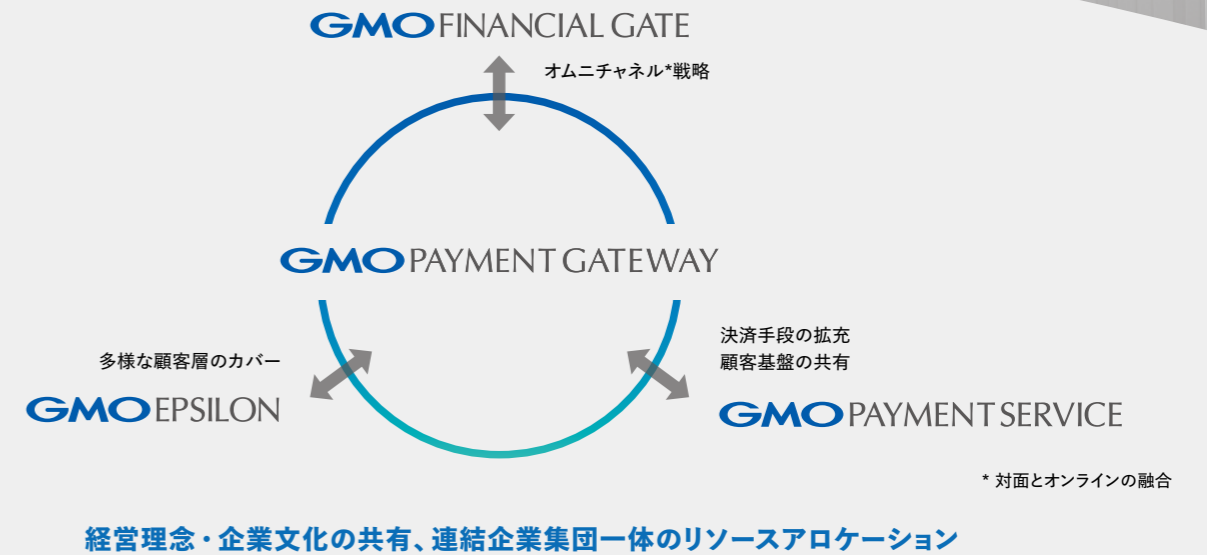 GMO FINANCIAL GATE
オムニチャネル*戦略
GMO PAYMENT GATEWAY
多様な顧客層のカバー
GMO EPSILON
決済手段の拡充
顧客基盤の共有
GMO PAYMENT SERVICE
* 対面とオンラインの融合
経営理念・企業文化の共有、連結企業集団一体のリソースアロケーション